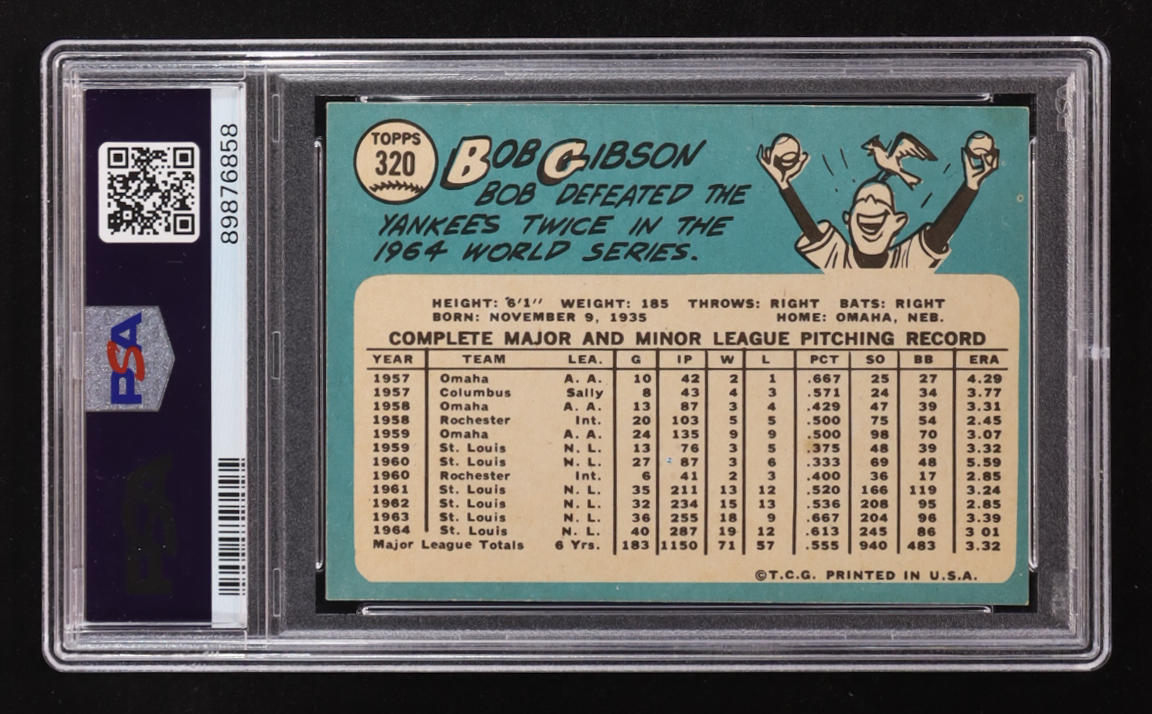 89876858
PSA
PSA
TOPPS
320
BOB GIBSON
BOB DEFEATED THE
YANKEES TWICE IN THE
1964 WORLD SERIES.
HEIGHT: 6'1'' WEIGHT: 185 THROWS: RIGHT BATS: RIGHT
BORN: NOVEMBER 9, 1935 HOME: OMAHA, NEB.
COMPLETE MAJOR AND MINOR LEAGUE PITCHING RECORD
YEAR TEAM LEA. G IP W L PCT SO BB ERA
1957 Omaha A. A. 10 42 2 1 .667 25 27 4.29
1957 Columbus Sally 8 43 4 3 .571 24 34 3.77
1958 Omaha A. A. 13 87 3 4 .429 47 39 3.31
1958 Rochester Int. 20 103 5 5 .500 75 54 2.45
1959 Omaha A. A. 24 135 9 9 .500 98 70 3.07
1959 St. Louis N. L. 13 76 3 5 .375 48 39 3.32
1960 St. Louis N. L. 27 87 3 6 .333 69 48 5.59
1960 Rochester Int. 6 41 2 3 .400 36 17 2.85
1961 St. Louis N. L. 35 211 13 12 .520 166 119 3.24
1962 St. Louis N. L. 32 234 15 13 .536 208 95 2.85
1963 St. Louis N. L. 36 255 18 9 .667 204 96 3.39
1964 St. Louis N. L. 40 287 19 12 .613 245 86 3 01
Major League Totals 6 Yrs. 183 1150 71 57 .555 940 483 3.32
©T.C.G. PRINTED IN U.S.A.